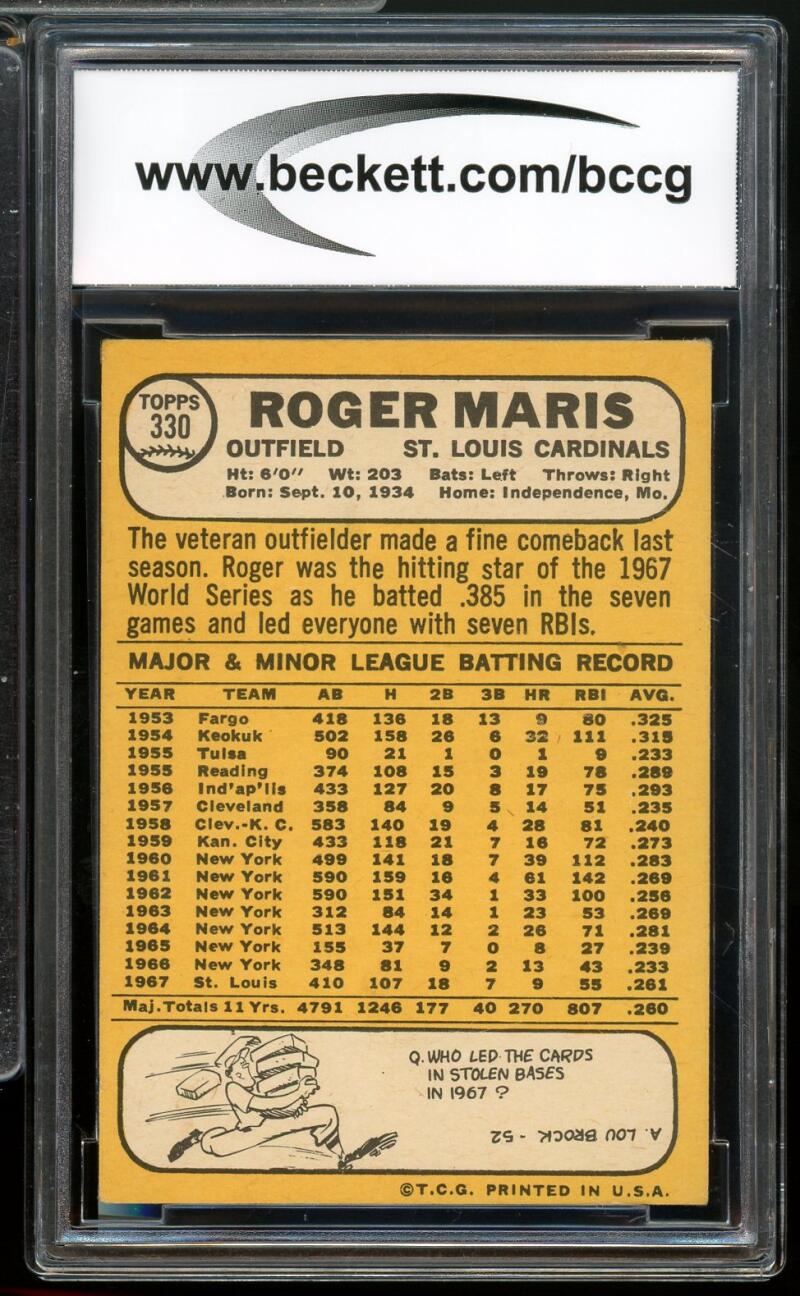 www.beckett.com/bccg
TOPPS
330
ROGER MARIS
OUTFIELD ST. LOUIS CARDINALS
Ht: 6'0" Wt: 203 Bats: Left Throws: Right
Born: Sept. 10, 1934 Home: Independence, Mo.
The veteran outfielder made a fine comeback last
season. Roger was the hitting star of the 1967
World Series as he batted .385 in the seven
games and led everyone with seven RBIs.
MAJOR & MINOR LEAGUE BATTING RECORD
YEAR TEAM AB H 2B 3B HR RBI AVG.
1953 Fargo 418 136 18 13 9 80 .325
1954 Keokuk 502 158 26 6 32 111 .315
1955 Tulsa 90 21 1 0 1 9 .233
1955 Reading 374 108 15 3 19 78 .289
1956 Ind'ap'lis 433 127 20 8 17 75 .293
1957 Cleveland 358 84 9 5 14 51 .235
1958 Clev.-K. C. 583 140 19 4 28 81 .240
1959 Kan. City 433 118 21 7 16 72 .273
1960 New York 499 141 18 7 39 112 .283
1961 New York 590 159 16 4 61 142 .269
1962 New York 590 151 34 1 33 100 .256
1963 New York 312 84 14 1 23 53 .269
1964 New York 513 144 12 2 26 71 .281
1965 New York 155 37 7 0 8 27 .239
1966 New York 348 81 9 2 13 43 .233
1967 St. Louis 410 107 18 7 9 55 .261
Maj. Totals 11 Yrs. 4791 1246 177 40 270 807 .260
Q. WHO LED THE CARDS
IN STOLEN BASES
IN 1967 ?
A. LOU BROCK - 52
©T.C.G. PRINTED IN U.S.A.